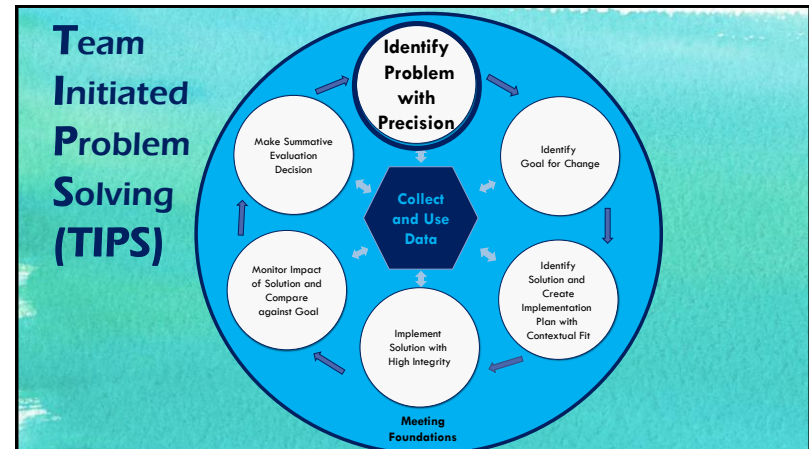 Team
Initiated
Problem
Solving
(TIPS)
Identify
Problem
with
Precision
Identify
Goal for Change
Identify
Solution and
Create
Implementation
Plan with
Contextual Fit
Implement
Solution with
High Integrity
Monitor Impact
of Solution and
Compare
against Goal
Make Summative
Evaluation
Decision
Collect
and Use
Data
Meeting
Foundations